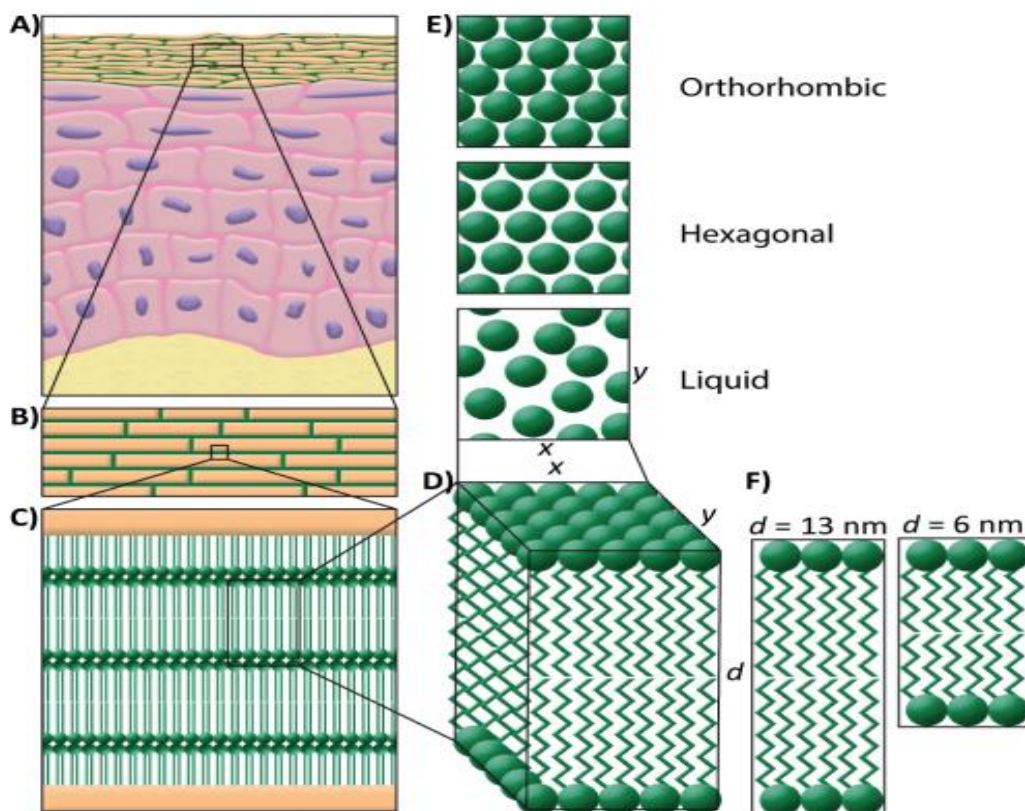 A)
E)
Orthorhombic
Hexagonal
y
Liquid
B)
x
x
D)
F)
C)
y
d = 13 nm
d = 6 nm
d